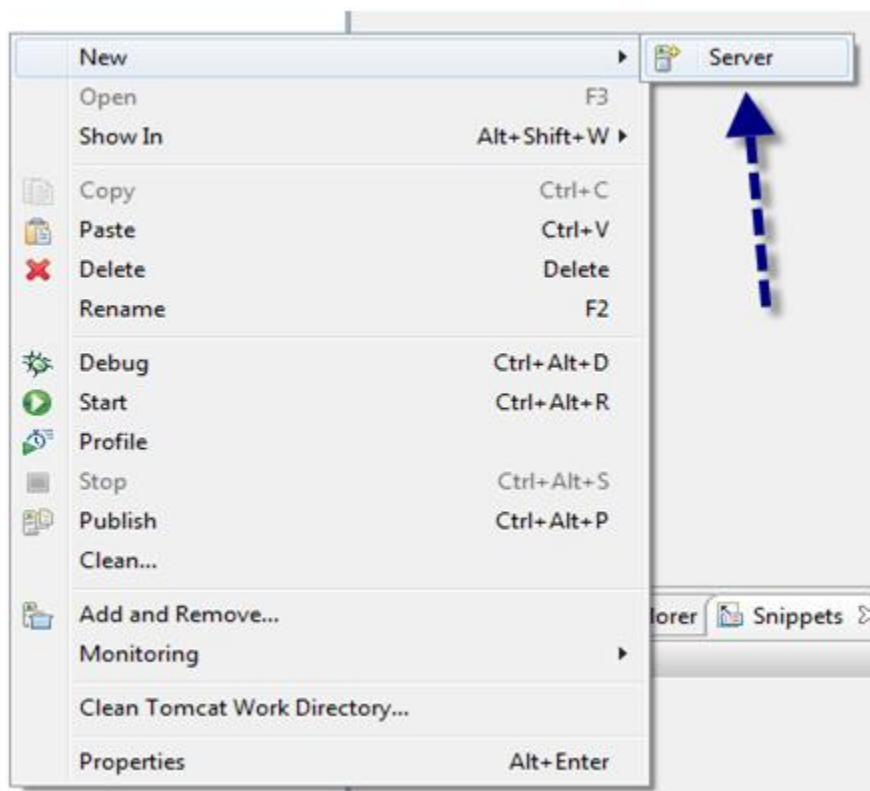 New
Server
Open F3
Show In Alt+Shift+W
Copy Ctrl+C
Paste Ctrl+V
Delete Delete
Rename F2
Debug Ctrl+Alt+D
Start Ctrl+Alt+R
Profile
Stop Ctrl+Alt+S
Publish Ctrl+Alt+P
Clean...
Add and Remove...
lorer Snippets
Monitoring
Clean Tomcat Work Directory...
Properties Alt+Enter